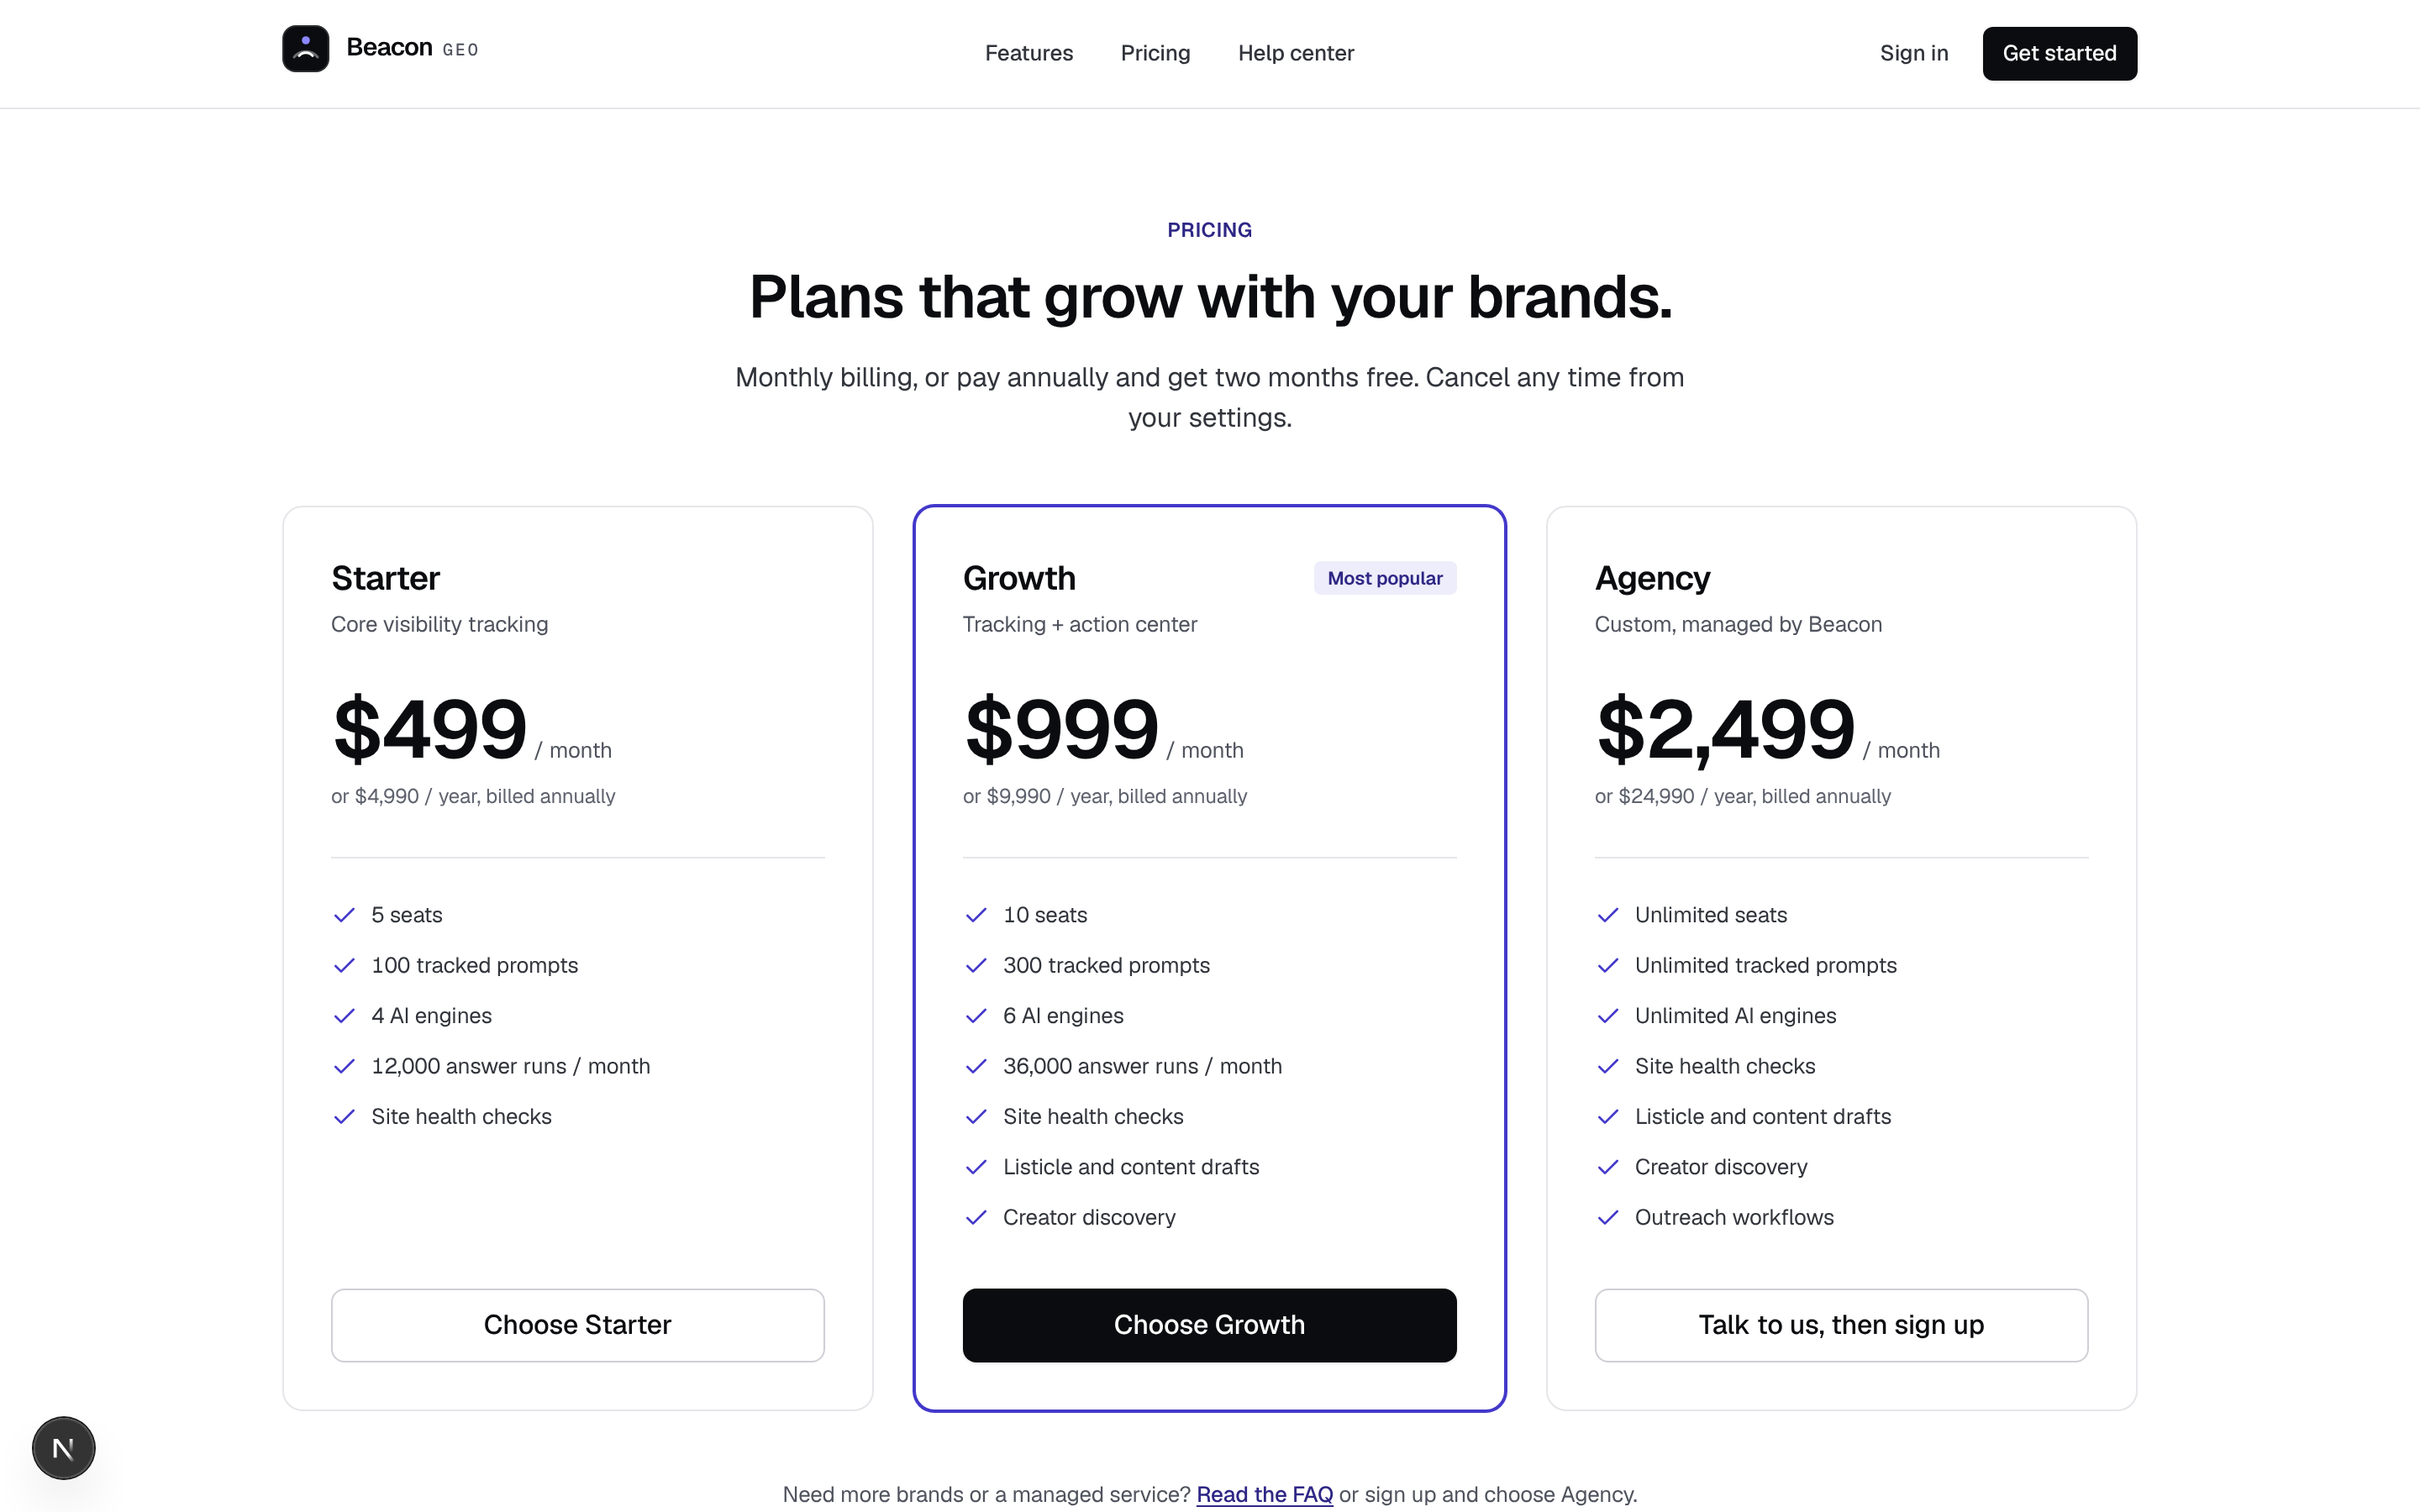 Beacon GEO
Features
Pricing
Help center
Sign in
Get started
PRICING
Plans that grow with your brands.
Monthly billing, or pay annually and get two months free. Cancel any time from
your settings.
Starter
Core visibility tracking
$499 / month
or $4,990 / year, billed annually
5 seats
100 tracked prompts
4 AI engines
12,000 answer runs / month
Site health checks
Choose Starter
Growth
Most popular
Tracking + action center
$999 / month
or $9,990 / year, billed annually
10 seats
300 tracked prompts
6 AI engines
36,000 answer runs / month
Site health checks
Listicle and content drafts
Creator discovery
Choose Growth
Agency
Custom, managed by Beacon
$2,499 / month
or $24,990 / year, billed annually
Unlimited seats
Unlimited tracked prompts
Unlimited AI engines
Site health checks
Listicle and content drafts
Creator discovery
Outreach workflows
Talk to us, then sign up
N
Need more brands or a managed service? Read the FAQ or sign up and choose Agency.